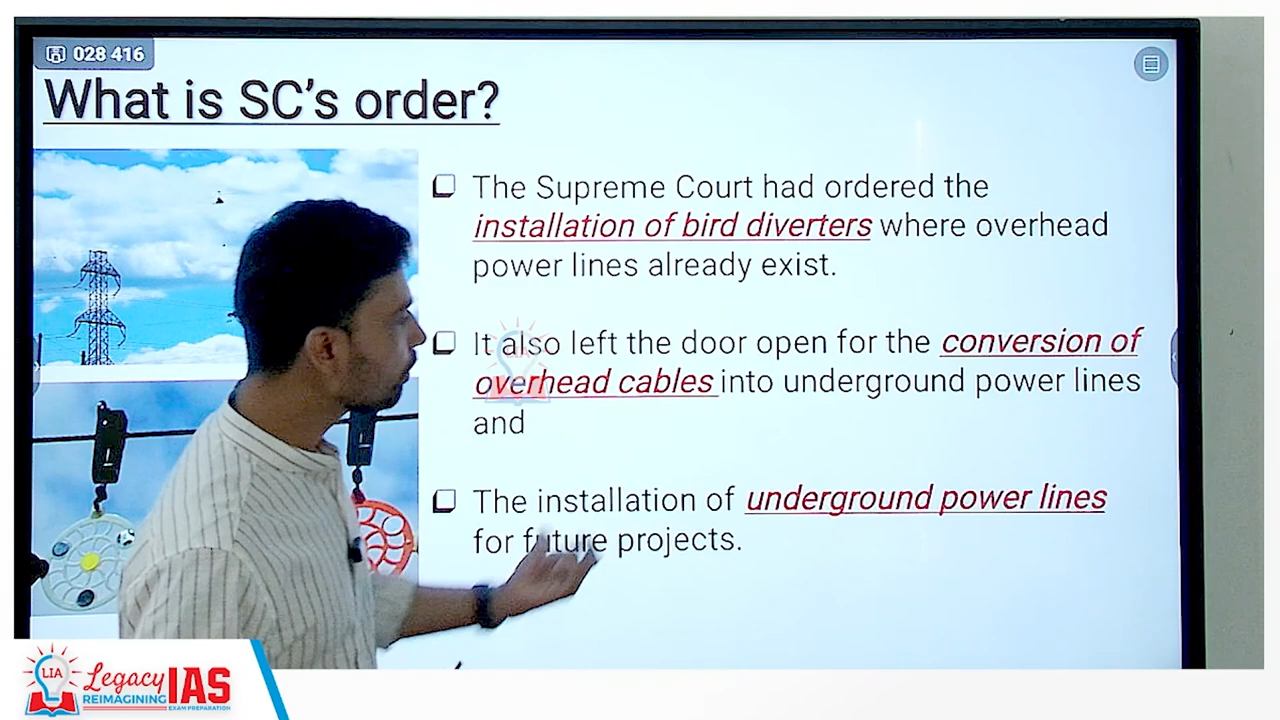 028 416
What is SC's order?
The Supreme Court had ordered the
installation of bird diverters where overhead
power lines already exist.
It also left the door open for the conversion of
overhead cables into underground power lines
and
The installation of underground power lines
for future projects.
LIA
Legacy IAS
REIMAGINING
EXAM PREPARATION